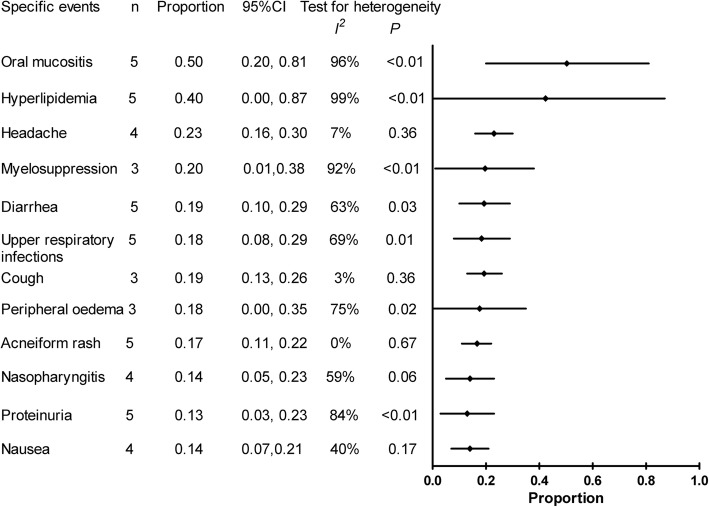 Specific events n Proportion 95%CI Test for heterogeneity
I² P
Oral mucositis 5 0.50 0.20, 0.81 96% <0.01
Hyperlipidemia 5 0.40 0.00, 0.87 99% <0.01
Headache 4 0.23 0.16, 0.30 7% 0.36
Myelosuppression 3 0.20 0.01,0.38 92% <0.01
Diarrhea 5 0.19 0.10, 0.29 63% 0.03
Upper respiratory infections 5 0.18 0.08, 0.29 69% 0.01
Cough 3 0.19 0.13, 0.26 3% 0.36
Peripheral oedema 3 0.18 0.00, 0.35 75% 0.02
Acneiform rash 5 0.17 0.11, 0.22 0% 0.67
Nasopharyngitis 4 0.14 0.05, 0.23 59% 0.06
Proteinuria 5 0.13 0.03, 0.23 84% <0.01
Nausea 4 0.14 0.07,0.21 40% 0.17
0.0 0.2 0.4 0.6 0.8 1.0
Proportion